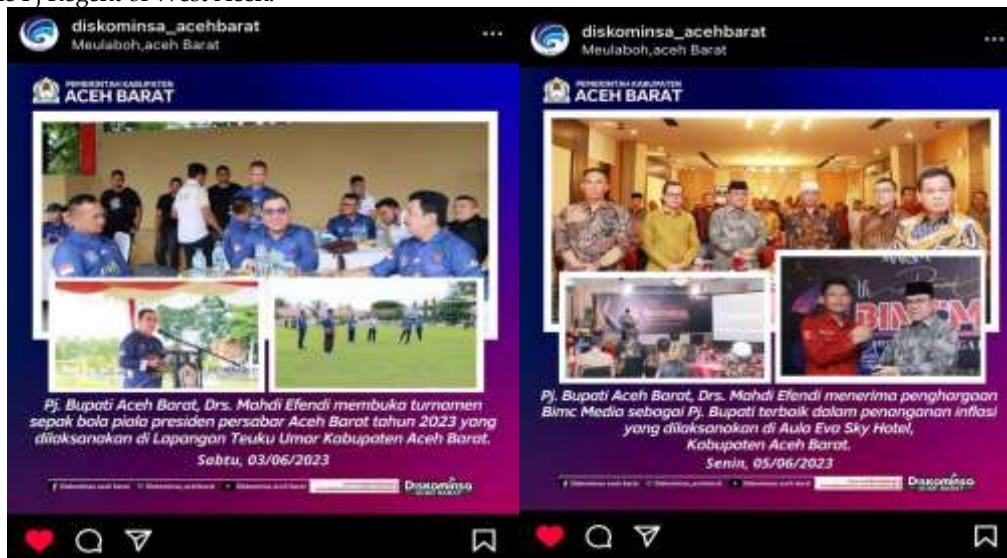 diskominsa_acehbarat
Meulaboh,aceh Barat
PEMERINTAH KABUPATEN
ACEH BARAT
Pj. Bupati Aceh Barat, Drs. Mahdi Efendi membuka turnamen
sepak bola piala presiden persabar Aceh Barat tahun 2023 yang
dilaksanakan di Lapangan Teuku Umar Kabupaten Aceh Barat.
Sabtu, 03/06/2023
Diskominsa
diskominsa_acehbarat
Meulaboh,aceh Barat
PEMERINTAH KABUPATEN
ACEH BARAT
Pj. Bupati Aceh Barat, Drs. Mahdi Efendi menerima penghargaan
Bimc Media sebagai Pj. Bupati terbaik dalam penanganan inflasi
yang dilaksanakan di Aula Eva Sky Hotel,
Kabupaten Aceh Barat.
Senin, 05/06/2023
Diskominsa